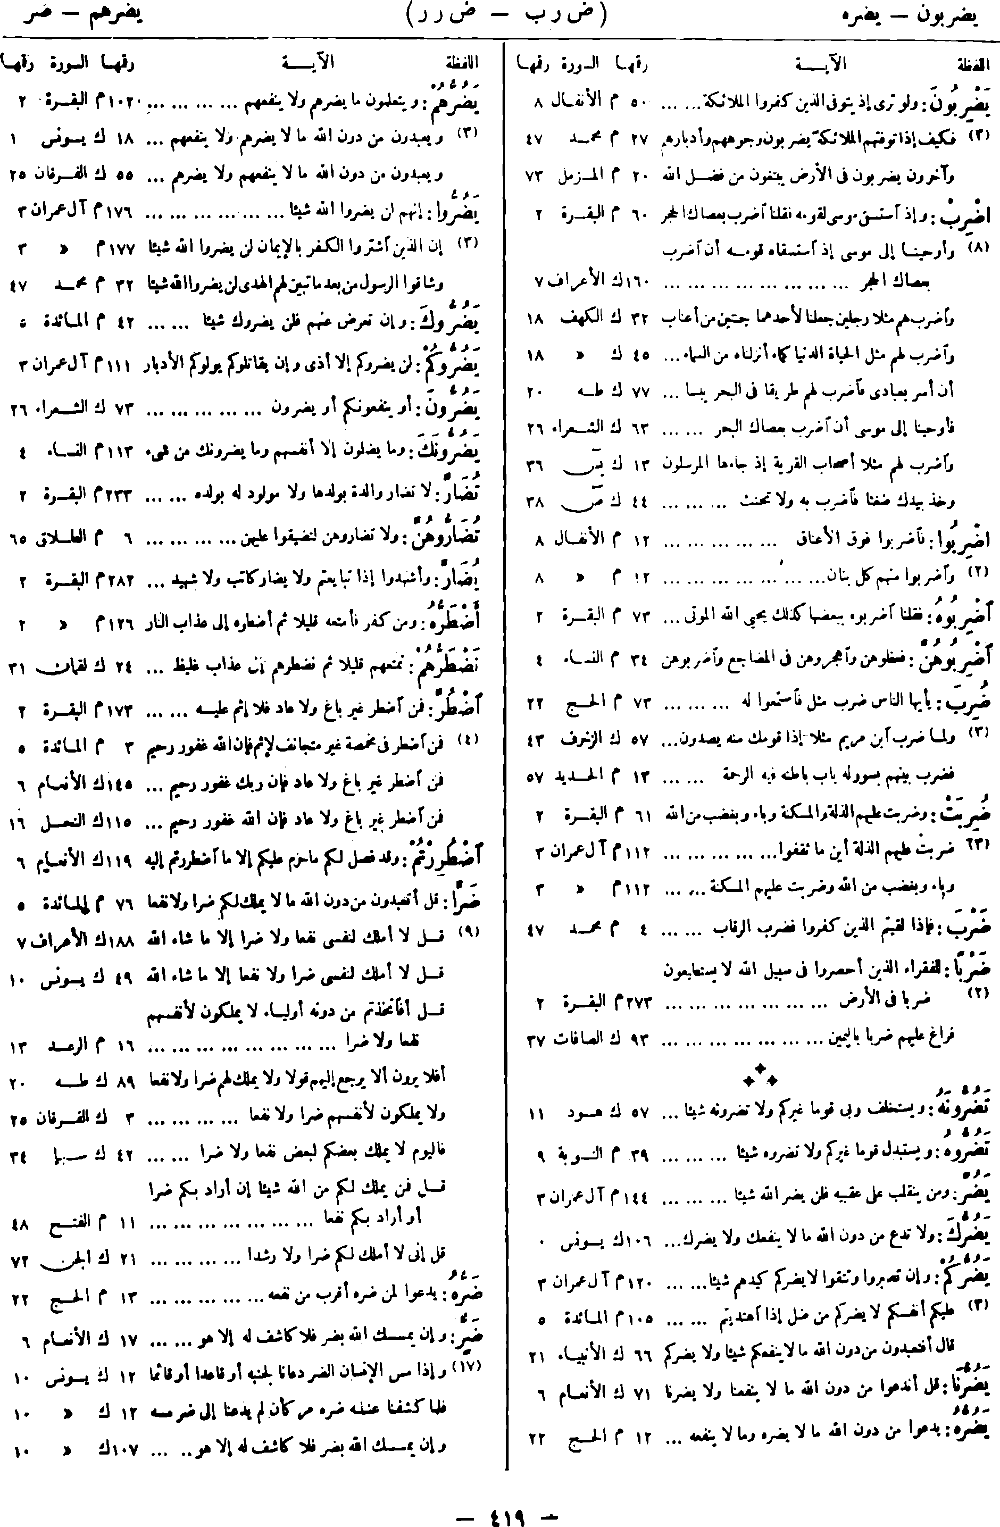 يضربون – يضره (ض ر ب – ض ر ر) يضرهم – ضر
اللفظة الآيــة رقمها السورة رقمها
يَضْرِبُونَ: ولو ترى إذ يتوفى الذين كفروا الملائكة ... ... ٥٠ م الأنفال ٨
(٣) فكيف إذا توفتهم الملائكة يضربون وجوههم وأدبارهم ٢٧ م محمد ٤٧
وآخرون يضربون فى الأرض يبتغون من فضل الله ٢٠ م المزمل ٧٣
اضْرِبْ: وإذ استسقى موسى لقومه فقلنا اضرب بعصاك الحجر ٦٠ م البقرة ٢
(٨) وأوحينا إلى موسى إذ استسقاه قومه أن اضرب
بعصاك الحجر ... ... ... ... ... ... ... ١٦٠ك الأعراف ٧
واضرب لهم مثلا رجلين جعلنا لأحدهما جنتين من أعناب ٣٢ ك الكهف ١٨
واضرب لهم مثل الحياة الدنيا كماء أنزلناه من السماء... ٤٥ ك « ١٨
أن أسر بعبادى فاضرب لهم طريقا فى البحر يبسا ... ٧٧ ك طه ٢٠
فأوحينا إلى موسى أن اضرب بعصاك البحر ... ... ٦٣ ك الشعراء ٢٦
واضرب لهم مثلا أصحاب القرية إذ جاءها المرسلون ١٣ ك يس ٣٦
وخذ بيدك ضغثا فاضرب به ولا تحنث ... ... ... ٤٤ ك ص ٣٨
اضْرِبُوا: فاضربوا فوق الأعناق ... ... ... ... ... ١٢ م الأنفال ٨
(٢) واضربوا منهم كل بنان... ... ... ... ... ... ١٢ م « ٨
اضْرِبُوهُ: فقلنا اضربوه ببعضها كذلك يحيى الله الموتى ... ٧٣ م البقرة ٢
اضْرِبُوهُنَّ: فعظوهن واهجروهن فى المضاجع واضربوهن ٣٤ م النساء ٤
ضُرِبَ: يأيها الناس ضرب مثل فاستمعوا له ... ... ... ٧٣ م الحج ٢٢
(٣) ولما ضرب ابن مريم مثلا إذا قومك منه يصدون... ٥٧ ك الزخرف ٤٣
فضرب بينهم بسور له باب باطنه فيه الرحمة ... ... ١٣ م الحديد ٥٧
ضُرِبَتْ: وضربت عليهم الذلة والمسكنة وباء وبغضب من الله ٦١ م البقرة ٢
(٣) ضربت عليهم الذلة أين ما ثقفوا... ... ... ... ... ١١٢م آل عمران ٣
وباء وبغضب من الله وضربت عليهم المسكنة ... ... ١١٢م « ٣
ضَرْبَ: فإذا لقيتم الذين كفروا فضرب الرقاب ... ... ٤ م محمد ٤٧
ضَرْبًا: للفقراء الذين أحصروا فى سبيل الله لا يستطيعون
(٢) ضربا فى الأرض ... ... ... ... ... ... ... ٢٧٣م البقرة ٢
فراغ عليهم ضربا باليمين ... ... ... ... ... ... ٩٣ ك الصافات ٣٧
تَضُرُّونَهُ: ويستخلف ربى قوما غيركم ولا تضرونه شيئا ... ٥٧ ك هود ١١
تَضُرُّوهُ: ويستبدل قوما غيركم ولا تضروه شيئا ... ... ... ٣٩ م التوبة ٩
يَضُرَّ: ومن ينقلب على عقبيه فلن يضر الله شيئا ... ... ١٤٤م آل عمران ٣
يَضُرُّكَ: ولا تدع من دون الله ما لا ينفعك ولا يضرك... ١٠٦ك يونس
يَضُرُّكُمْ: وإن تصبروا وتتقوا لا يضركم كيدهم شيئا... ... ١٢٠م آل عمران ٣
(٣) عليكم أنفسكم لا يضركم من ضل إذا اهتديتم ... ... ١٠٥م المائدة ٥
قال أفتعبدون من دون الله ما لا ينفعكم شيئا ولا يضركم ٦٦ ك الأنبياء ٢١
يَضُرُّنَا: قل أندعوا من دون الله ما لا ينفعنا ولا يضرنا ٧١ ك الأنعام ٦
يَضُرُّهُ: يدعوا من دون الله ما لا يضره وما لا ينفعه ... ١٢ م الحج ٢٢
اللفظة الآيــة رقمها السورة رقمها
يَضُرُّهُمْ: ويتعلمون ما يضرهم ولا ينفعهم ... ... ... ... ١٠٢م البقرة ٢
(٣) ويعبدون من دون الله ما لا يضرهم ولا ينفعهم ... ١٨ ك يونس ١
ويعبدون من دون الله ما لا ينفعهم ولا يضرهم ... ٥٥ ك الفرقان ٢٥
يَضُرُّوا: إنهم لن يضروا الله شيئا ... ... ... ... ... ... ١٧٦م آل عمران ٣
(٣) إن الذين اشتروا الكفر بالإيمان لن يضروا الله شيئا ١٧٧م « ٣
وشاقوا الرسول من بعد ما تبين لهم الهدى لن يضروا الله شيئا ٣٢ م محمد ٤٧
يَضُرُّوكَ: وإن تعرض عنهم فلن يضروك شيئا ... ... ٤٢ م المائدة ٥
يَضُرُّوكُمْ: لن يضروكم إلا أذى وإن يقاتلوكم يولوكم الأدبار ١١١م آل عمران ٣
يَضُرُّونَ: أو ينفعونكم أو يضرون ... ... ... ... ... ٧٣ ك الشعراء ٢٦
يَضُرُّونَكَ: وما يضلون إلا أنفسهم وما يضرونك من شىء ١١٣م النساء ٤
تُضَارَّ: لا تضار والدة بولدها ولا مولود له بولده ... ... ٢٣٣م البقرة ٢
تُضَارُّوهُنَّ: ولا تضاروهن لتضيقوا عليهن ... ... ... ... ٦ م الطلاق ٦٥
يُضَارَّ: وأشهدوا إذا تبايعتم ولا يضار كاتب ولا شهيد ... ٢٨٢م البقرة ٢
أَضْطَرُّهُ: ومن كفر فأمتعه قليلا ثم أضطره إلى عذاب النار ١٢٦م « ٢
نَضْطَرُّهُمْ: نمتعهم قليلا ثم نضطرهم إلى عذاب غليظ ... ٢٤ ك لقمان ٣١
اضْطُرَّ: فمن اضطر غير باغ ولا عاد فلا إثم عليه ... ... ١٧٣م البقرة ٢
(٤) فمن اضطر فى مخمصة غير متجانف لإثم فإن الله غفور رحيم ٣ م المائدة ٥
فمن اضطر غير باغ ولا عاد فإن ربك غفور رحيم ... ١٤٥ك الأنعام ٦
فمن اضطر غير باغ ولا عاد فإن الله غفور رحيم ... ١١٥ك النحل ١٦
اضْطُرِرْتُمْ: وقد فصل لكم ما حرم عليكم إلا ما اضطررتم إليه ١١٩ك الأنعام ٦
ضَرًّا: قل أتعبدون من دون الله ما لا يملك لكم ضرا ولا نفعا ٧٦ م المائدة ٥
(٩) قل لا أملك لنفسى نفعا ولا ضرا إلا ما شاء الله ١٨٨ك الأعراف ٧
قل لا أملك لنفسى ضرا ولا نفعا إلا ما شاء الله ٤٩ ك يونس ١٠
قل أفاتخذتم من دونه أولياء لا يملكون لأنفسهم
نفعا ولا ضرا ... ... ... ... ... ... ... ١٦ م الرعد ١٣
أفلا يرون ألا يرجع إليهم قولا ولا يملك لهم ضرا ولا نفعا ٨٩ ك طه ٢٠
ولا يملكون لأنفسهم ضرا ولا نفعا ... ... ... ... ٣ ك الفرقان ٢٥
فاليوم لا يملك بعضكم لبعض نفعا ولا ضرا ... ... ٤٢ ك سبإ ٣٤
قل فمن يملك لكم من الله شيئا إن أراد بكم ضرا
أو أراد بكم نفعا ... ... ... ... ... ... ... ١١ م الفتح ٤٨
قل إنى لا أملك لكم ضرا ولا رشدا ... ... ... ... ٢١ ك الجن ٧٢
ضَرُّهُ: يدعوا لمن ضره أقرب من نفعه... ... ... ... ... ١٣ م الحج ٢٢
ضُرٍّ: وإن يمسسك الله بضر فلا كاشف له إلا هو... ... ١٧ ك الأنعام ٦
(١٧) وإذا مس الإنسان الضر دعانا لجنبه أو قاعدا أو قائما ١٢ ك يونس ١٠
فلما كشفنا عنه ضره مر كأن لم يدعنا إلى ضر مسه ١٢ ك « ١٠
وإن يمسسك الله بضر فلا كاشف له إلا هو... ... ١٠٧ك « ١٠
– ٤١٩ –